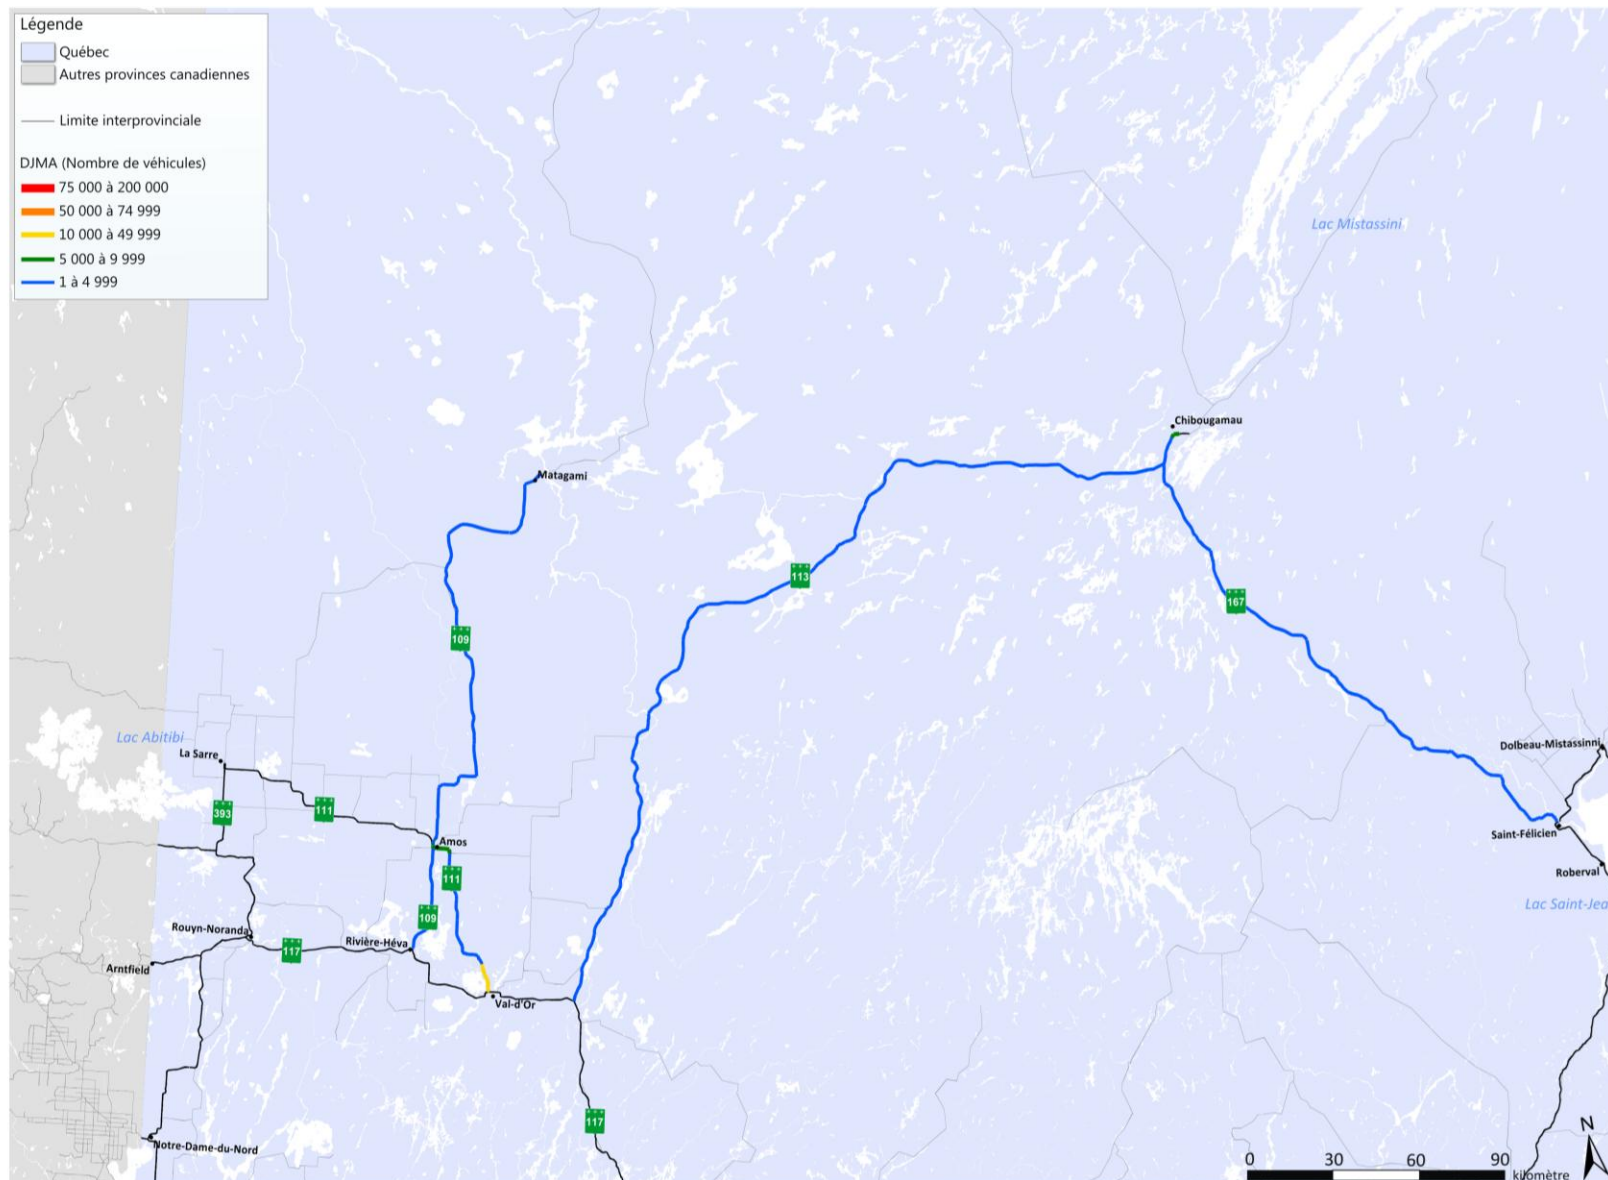 Légende
Québec
Autres provinces canadiennes
Limite interprovinciale
DJMA (Nombre de véhicules)
75 000 à 200 000
50 000 à 74 999
10 000 à 49 999
5 000 à 9 999
1 à 4 999
Lac Mistassini
Chibougamau
Matagami
113
167
109
Lac Abitibi
La Sarre
Dolbeau-Mistassinni
393
111
Saint-Félicien
Amos
Roberval
111
Lac Saint-Jea
109
Rouyn-Noranda
Rivière-Héva
117
Arntfield
Val-d'Or
117
Notre-Dame-du-Nord
N
0 30 60 90
kilomètre